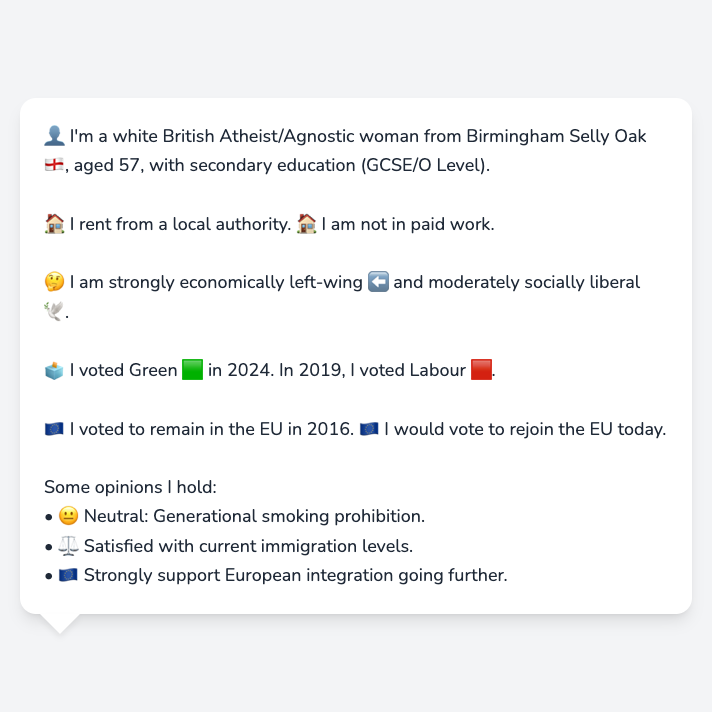 👤 I'm a white British Atheist/Agnostic woman from Birmingham Selly Oak
🏴󠁧󠁢󠁥󠁮󠁧󠁿, aged 57, with secondary education (GCSE/O Level).
🏠 I rent from a local authority. 🏠 I am not in paid work.
🤔 I am strongly economically left-wing ⬅️ and moderately socially liberal
🕊️.
🗳️ I voted Green 🟩 in 2024. In 2019, I voted Labour 🟥.
🇪🇺 I voted to remain in the EU in 2016. 🇪🇺 I would vote to rejoin the EU today.
Some opinions I hold:
• 😐 Neutral: Generational smoking prohibition.
• ⚖️ Satisfied with current immigration levels.
• 🇪🇺 Strongly support European integration going further.